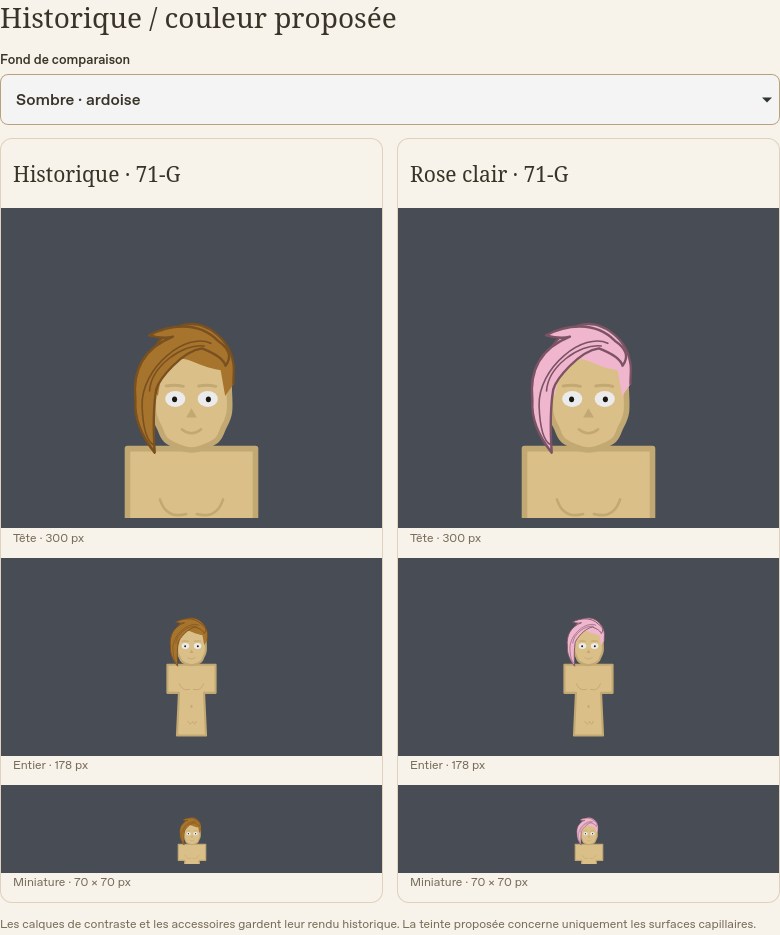 Historique / couleur proposée
Fond de comparaison
Sombre · ardoise
Historique · 71-G
Rose clair · 71-G
Tête · 300 px
Tête · 300 px
Entier · 178 px
Entier · 178 px
Miniature · 70 × 70 px
Miniature · 70 × 70 px
Les calques de contraste et les accessoires gardent leur rendu historique. La teinte proposée concerne uniquement les surfaces capillaires.